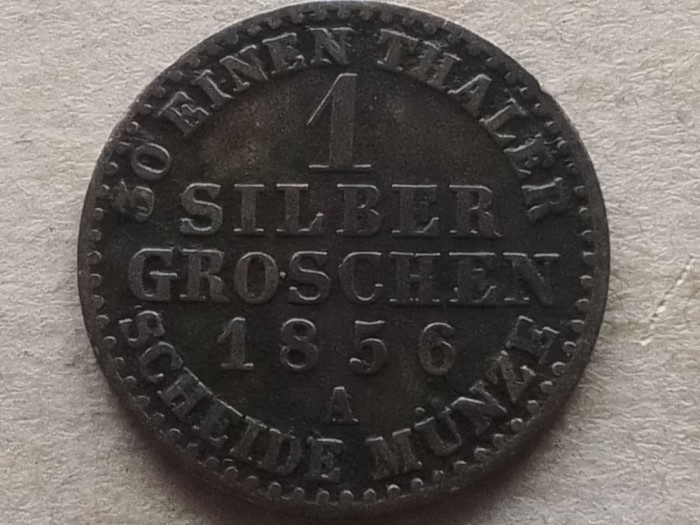 30 EINEN THALER
1
SILBER
GROSCHEN
1856
A
SCHEIDE MÜNZE